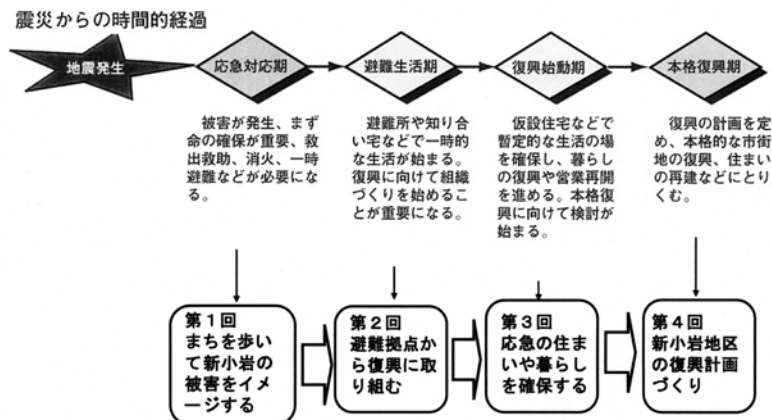 震災からの時間的経過
地震発生
応急対応期
避難生活期
復興始動期
本格復興期
被害が発生、まず
命の確保が重要、救
出救助、消火、一時
避難などが必要にな
る。
避難所や知り合
い宅などで一時的
な生活が始まる。
復興に向けて組織
づくりを始めるこ
とが重要になる。
仮設住宅などで
暫定的な生活の場
を確保し、暮らし
の復興や営業再開
を進める。本格復
興に向けて検討が
始まる。
復興の計画を定
め、本格的な市街
地の復興、住まい
の再建などにとり
くむ。
第１回
まちを歩い
て新小岩の
被害をイメ
ージする
第２回
避難拠点か
ら復興に取
り組む
第３回
応急の住ま
いや暮らし
を確保する
第４回
新小岩地区
の復興計画
づくり